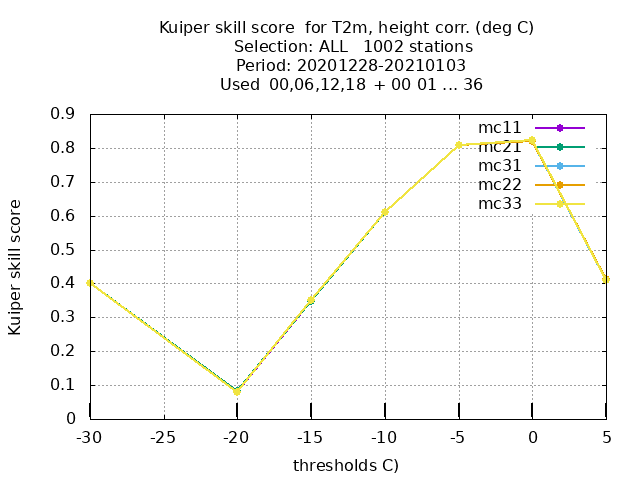 Kuiper skill score  for T2m, height corr. (deg C)
Selection: ALL   1002 stations
Period: 20201228-20210103
Used  00,06,12,18  + 00 01 ... 36
0.9
0.8
0.7
0.6
0.5
0.4
0.3
0.2
0.1
0
Kuiper skill score
mc11
mc21
mc31
mc22
mc33
-30 -25 -20 -15 -10 -5 0 5
thresholds C)